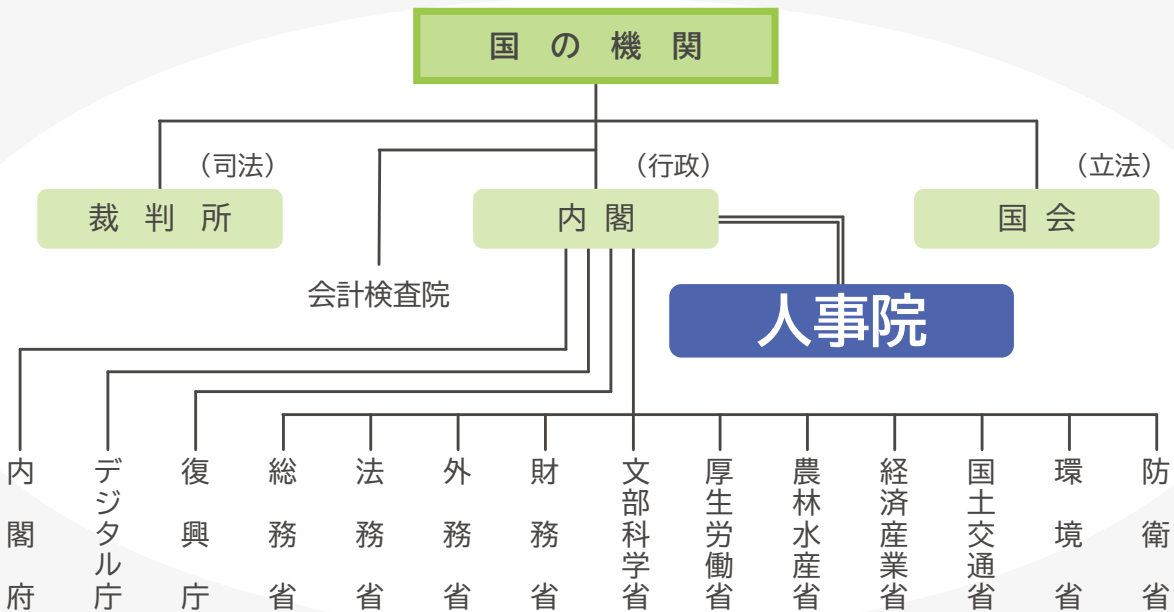 国の機関
（司法）
（行政）
（立法）
裁判所
内閣
国会
会計検査院
人事院
内閣府
デジタル庁
復興庁
総務省
法務省
外務省
財務省
文部科学省
厚生労働省
農林水産省
経済産業省
国土交通省
環境省
防衛省